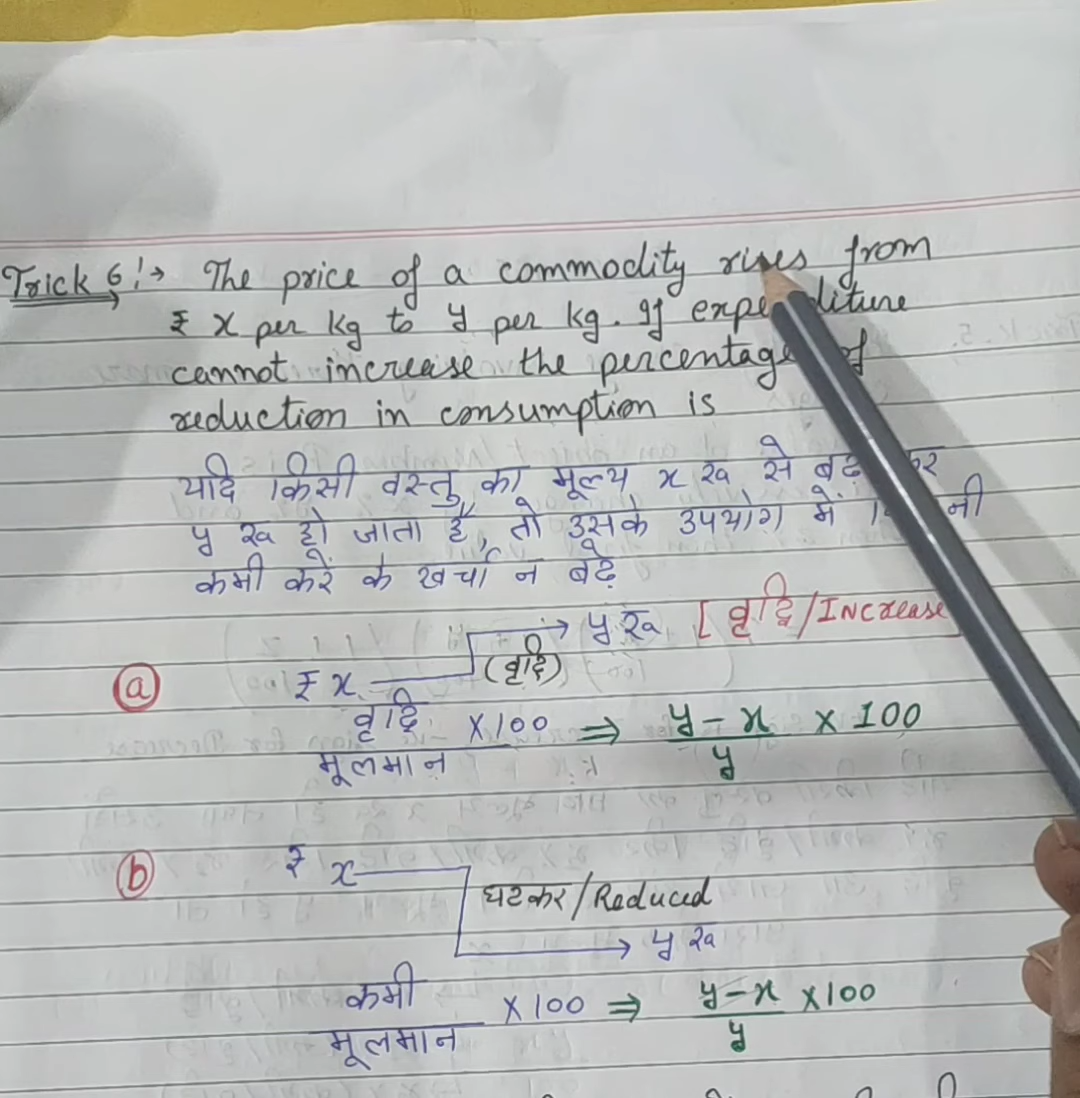 Trick 6:→ The price of a commodity rises from
₹ x per kg to y per kg. If expenditure
cannot increase the percentage of
reduction in consumption is
यदि किसी वस्तु का मूल्य x रू से बढ़ कर
y रू हो जाता है, तो उसके उपयोग में
कमी करें के खर्चा न बढ़े
(a) ₹ x (वृद्धि) → y रू [वृद्धि/Increase]
वृद्धि/मूलमान × 100 ⇒ y - x/y × 100
(b) ₹ x घटकर/Reduced → y रू
कमी/मूलमान × 100 ⇒ y-x/y × 100